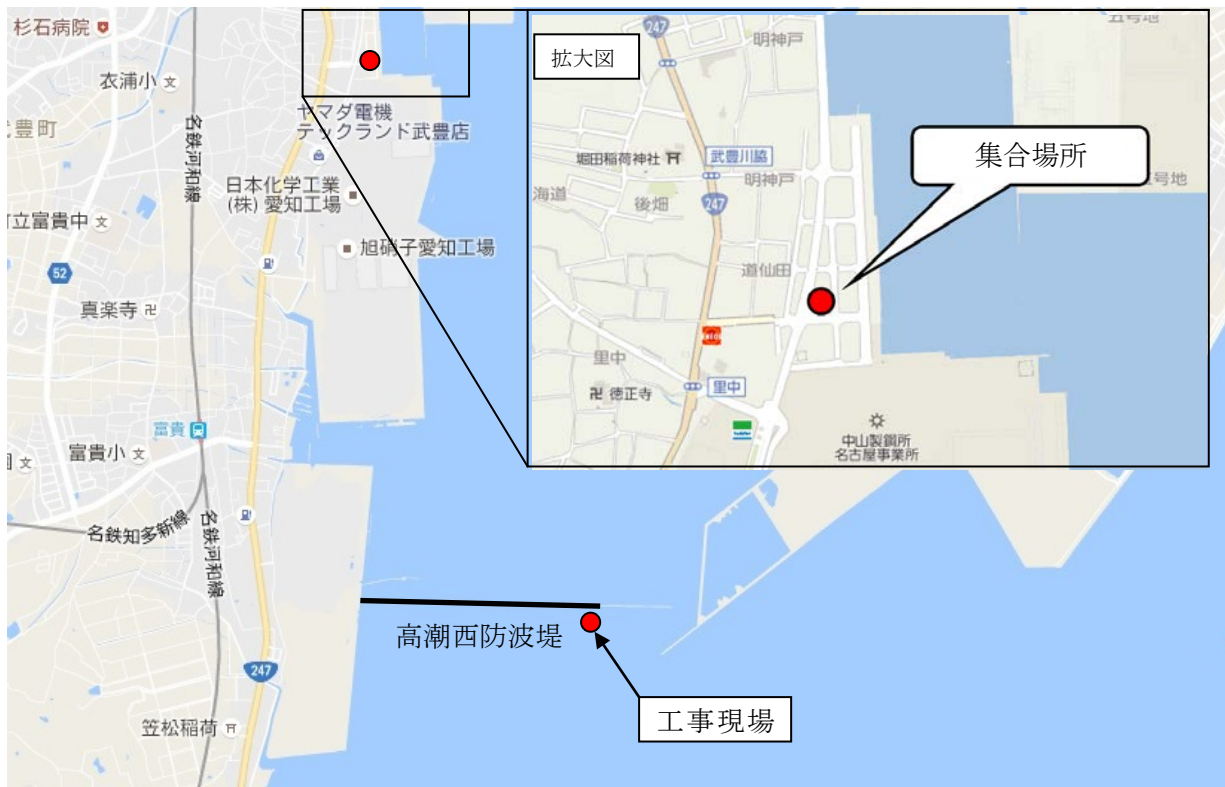 杉石病院
衣浦小
豊町
名鉄河和線
ヤマダ電機
テックランド武豊店
日本化学工業
(株) 愛知工場
旭硝子愛知工場
町立富貴中
52
真楽寺
富貴
富貴小
名鉄知多新線
名鉄河和線
247
笠松稲荷
高潮西防波堤
工事現場
拡大図
247
明神戸
五号地
集合場所
堀田稲荷神社
武豊川脇
明神戸
五号地
海道
後畑
247
道仙田
ENEOS
里中
徳正寺
里中
中山製鋼所
名古屋事業所